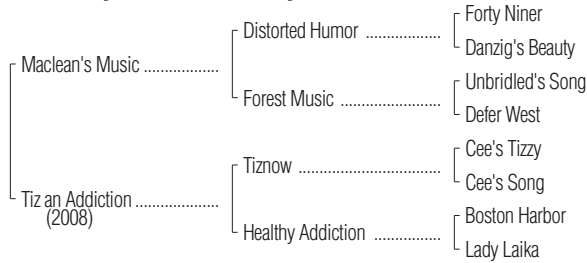 Forty Niner
Distorted Humor ..................
Danzig's Beauty
Maclean's Music ..................
Unbridled's Song
Forest Music .......................
Defer West
Cee's Tizzy
Tiznow ................................
Cee's Song
Tiz an Addiction ...................
(2008)
Boston Harbor
Healthy Addiction ................
Lady Laika